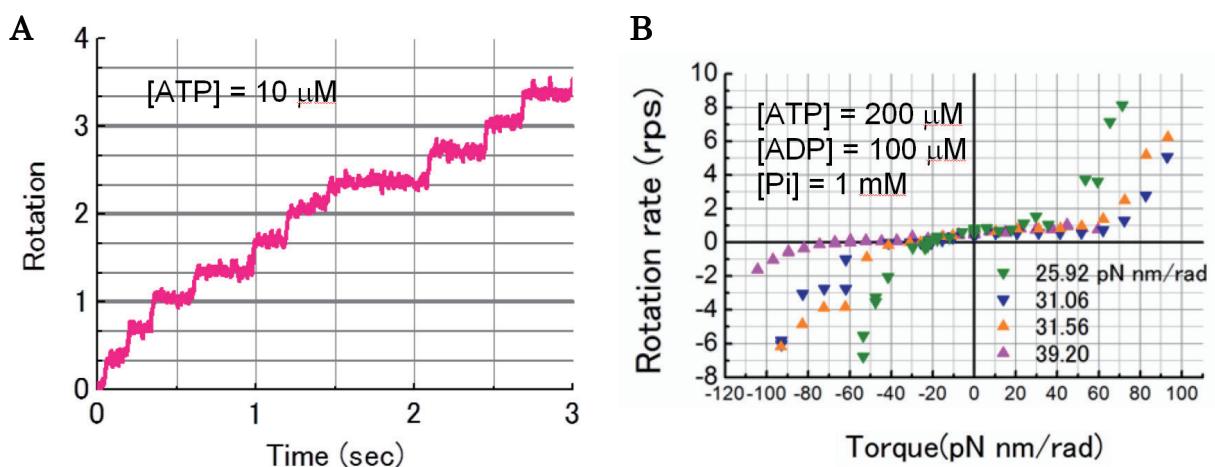 A
4
3
2
1
0
Rotation
[ATP] = 10 μM
0
1
2
3
Time (sec)
B
10
8
6
4
2
0
-2
-4
-6
-8
Rotation rate (rps)
[ATP] = 200 μM
[ADP] = 100 μM
[Pi] = 1 mM
25.92 pN nm/rad
31.06
31.56
39.20
-120 -100 -80 -60 -40 -20 0 20 40 60 80 100
Torque(pN nm/rad)